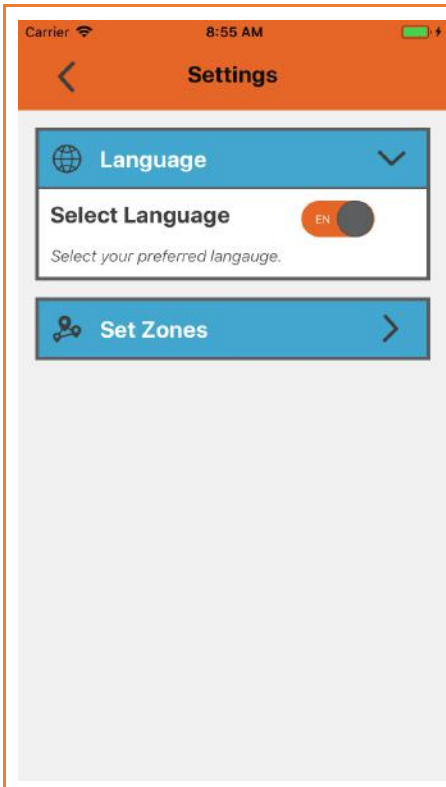 Carrier 8:55 AM
Settings
Language
Select Language EN
Select your preferred langauge.
Set Zones